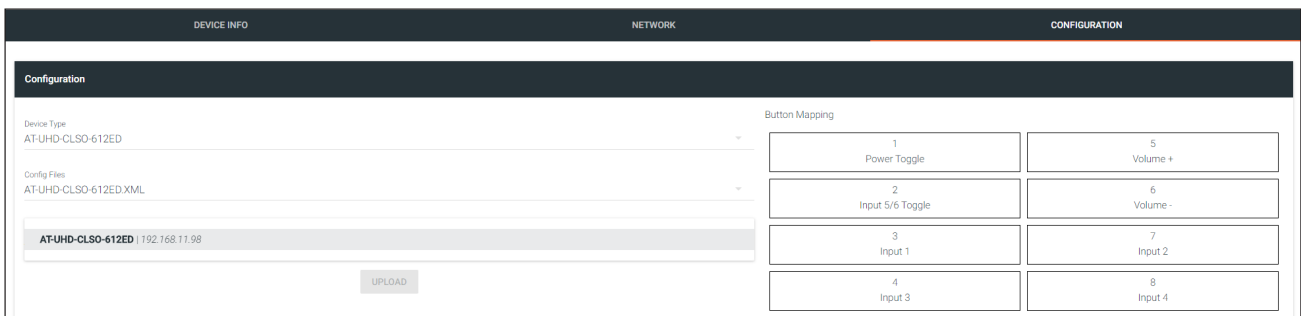 DEVICE INFO
NETWORK
CONFIGURATION
Configuration
Device Type
AT-UHD-CLSO-612ED
Config Files
AT-UHD-CLSO-612ED.XML
AT-UHD-CLSO-612ED | 192.168.11.98
UPLOAD
Button Mapping
1
Power Toggle
5
Volume +
2
Input 5/6 Toggle
6
Volume -
3
Input 1
7
Input 2
4
Input 3
8
Input 4